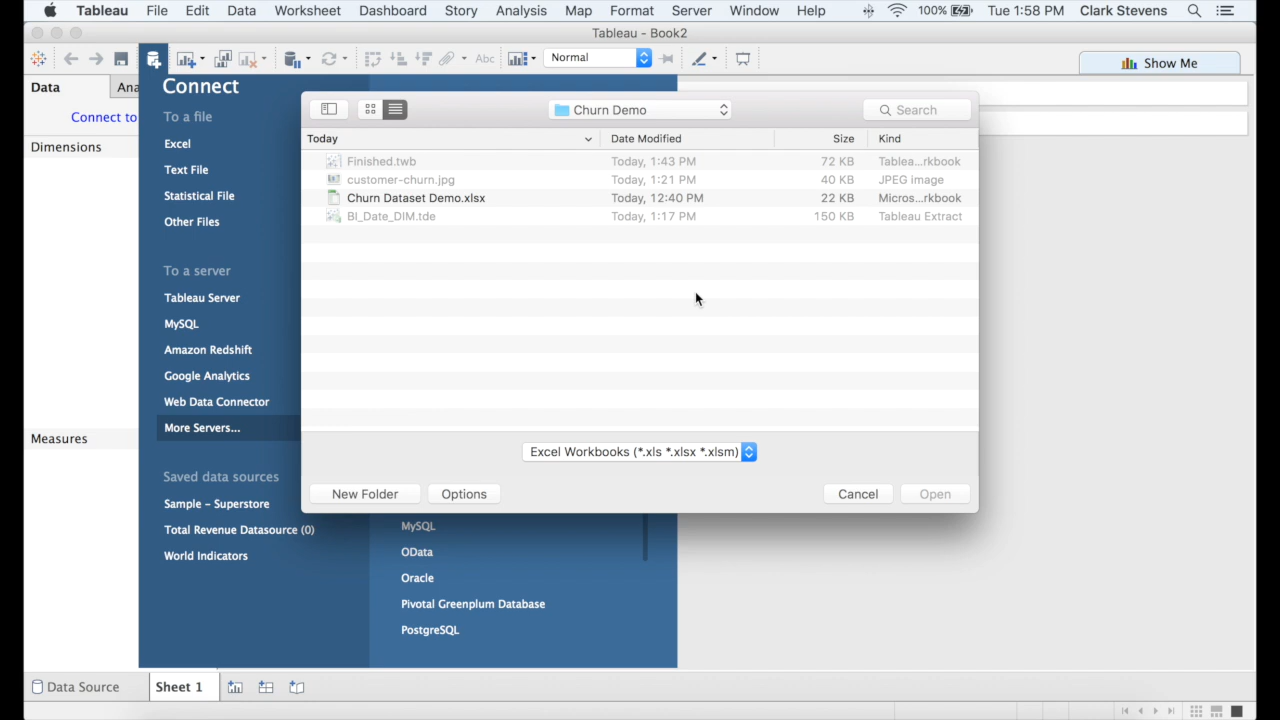 Tableau File Edit Data Worksheet Dashboard Story Analysis Map Format Server Window Help 100% Tue 1:58 PM Clark Stevens
Tableau - Book2
Abc Normal Show Me
Data Ana
Connect to
Dimensions
Measures
Connect
To a file
Excel
Text File
Statistical File
Other Files
To a server
Tableau Server
MySQL
Amazon Redshift
Google Analytics
Web Data Connector
More Servers...
Saved data sources
Sample – Superstore
Total Revenue Datasource (0)
World Indicators
Churn Demo Search
Today Date Modified Size Kind
Finished.twb Today, 1:43 PM 72 KB Tablea...rkbook
customer-churn.jpg Today, 1:21 PM 40 KB JPEG image
Churn Dataset Demo.xlsx Today, 12:40 PM 22 KB Micros...rkbook
BI_Date_DIM.tde Today, 1:17 PM 150 KB Tableau Extract
Excel Workbooks (*.xls *.xlsx *.xlsm)
New Folder Options Cancel Open
MySQL
OData
Oracle
Pivotal Greenplum Database
PostgreSQL
Data Source Sheet 1